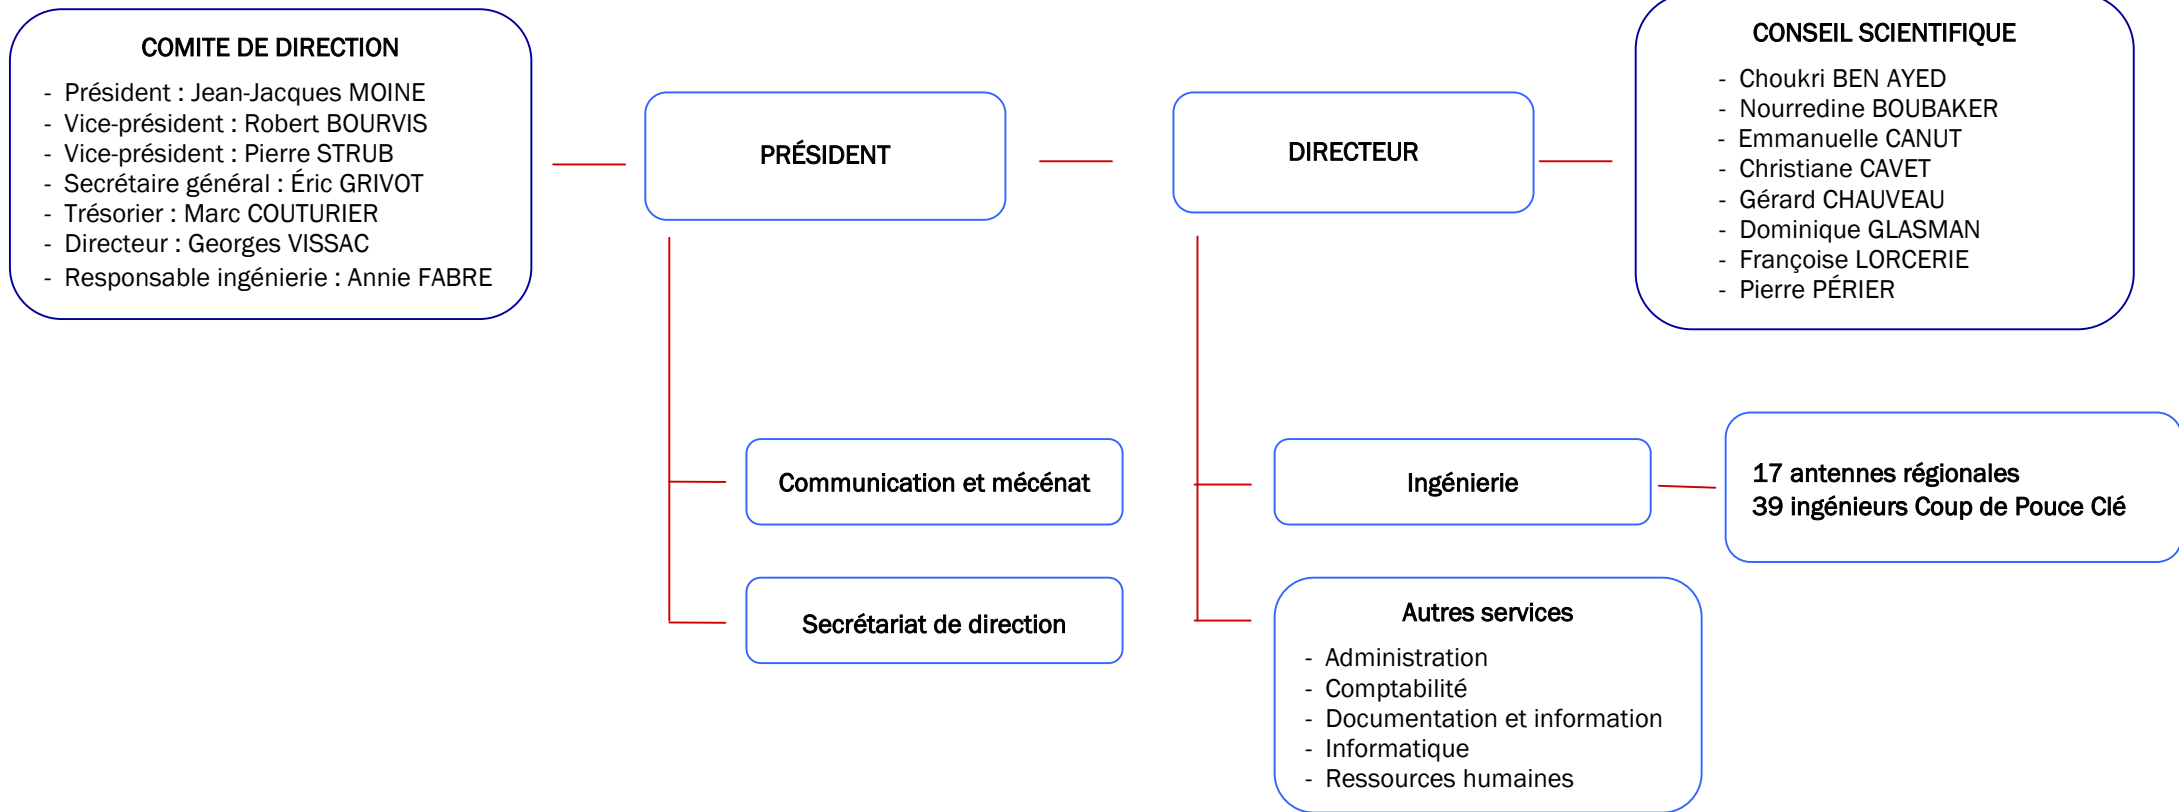 COMITE DE DIRECTION
- Président : Jean-Jacques MOINE
- Vice-président : Robert BOURVIS
- Vice-président : Pierre STRUB
- Secrétaire général : Éric GRIVOT
- Trésorier : Marc COUTURIER
- Directeur : Georges VISSAC
- Responsable ingénierie : Annie FABRE
PRÉSIDENT
DIRECTEUR
CONSEIL SCIENTIFIQUE
- Choukri BEN AYED
- Nourredine BOUBAKER
- Emmanuelle CANUT
- Christiane CAVET
- Gérard CHAUVEAU
- Dominique GLASMAN
- Françoise LORCERIE
- Pierre PÉRIER
Communication et mécénat
Ingénierie
17 antennes régionales
39 ingénieurs Coup de Pouce Clé
Secrétariat de direction
Autres services
- Administration
- Comptabilité
- Documentation et information
- Informatique
- Ressources humaines